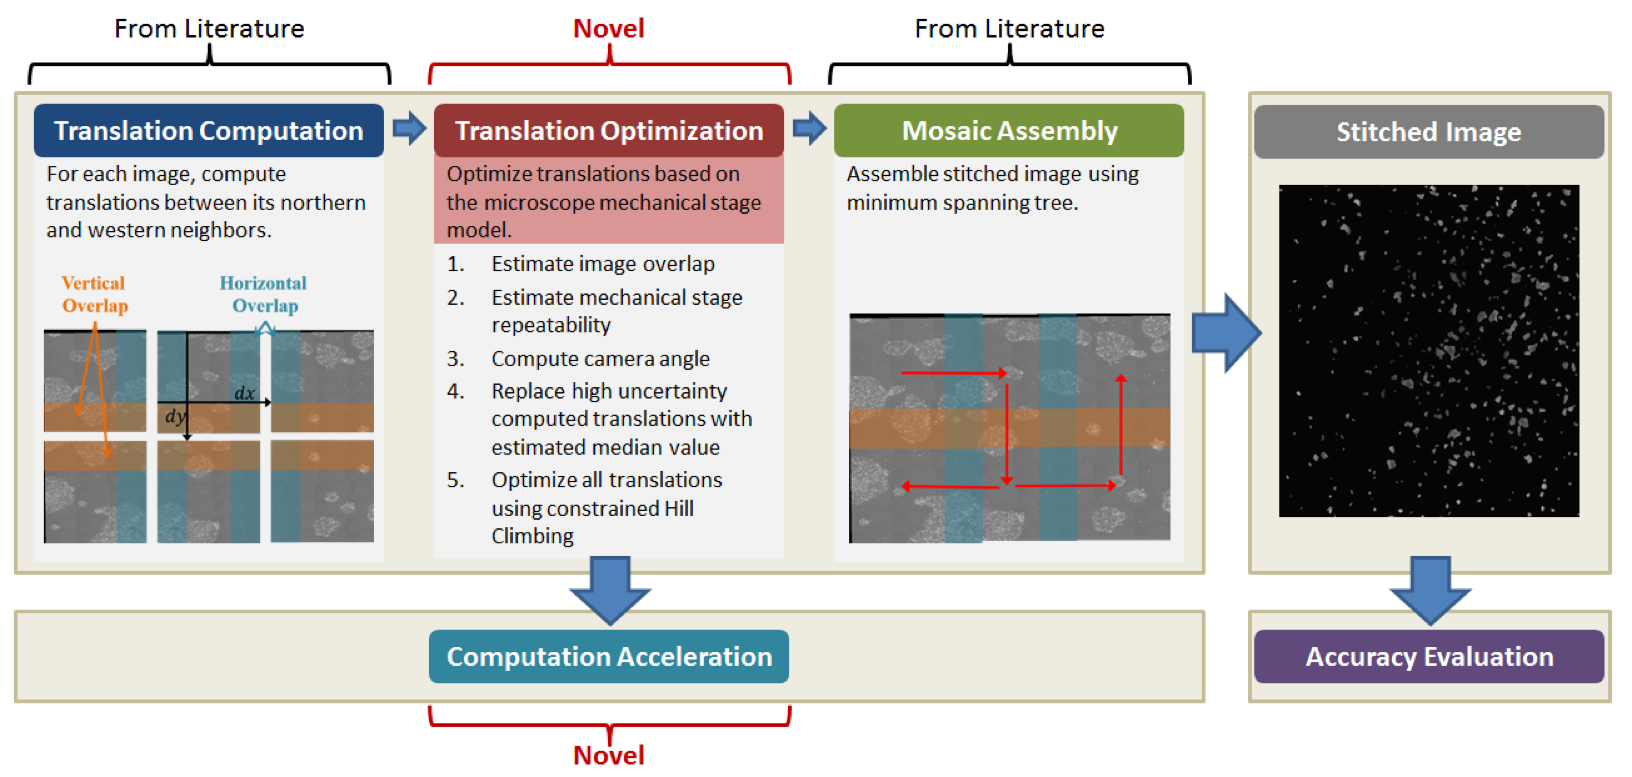 From Literature
Novel
From Literature
Translation Computation
For each image, compute
translations between its northern
and western neighbors.
Vertical
Overlap
Horizontal
Overlap
dx
dy
Translation Optimization
Optimize translations based on
the microscope mechanical stage
model.
1. Estimate image overlap
2. Estimate mechanical stage
repeatability
3. Compute camera angle
4. Replace high uncertainty
computed translations with
estimated median value
5. Optimize all translations
using constrained Hill
Climbing
Mosaic Assembly
Assemble stitched image using
minimum spanning tree.
Stitched Image
Computation Acceleration
Accuracy Evaluation
Novel